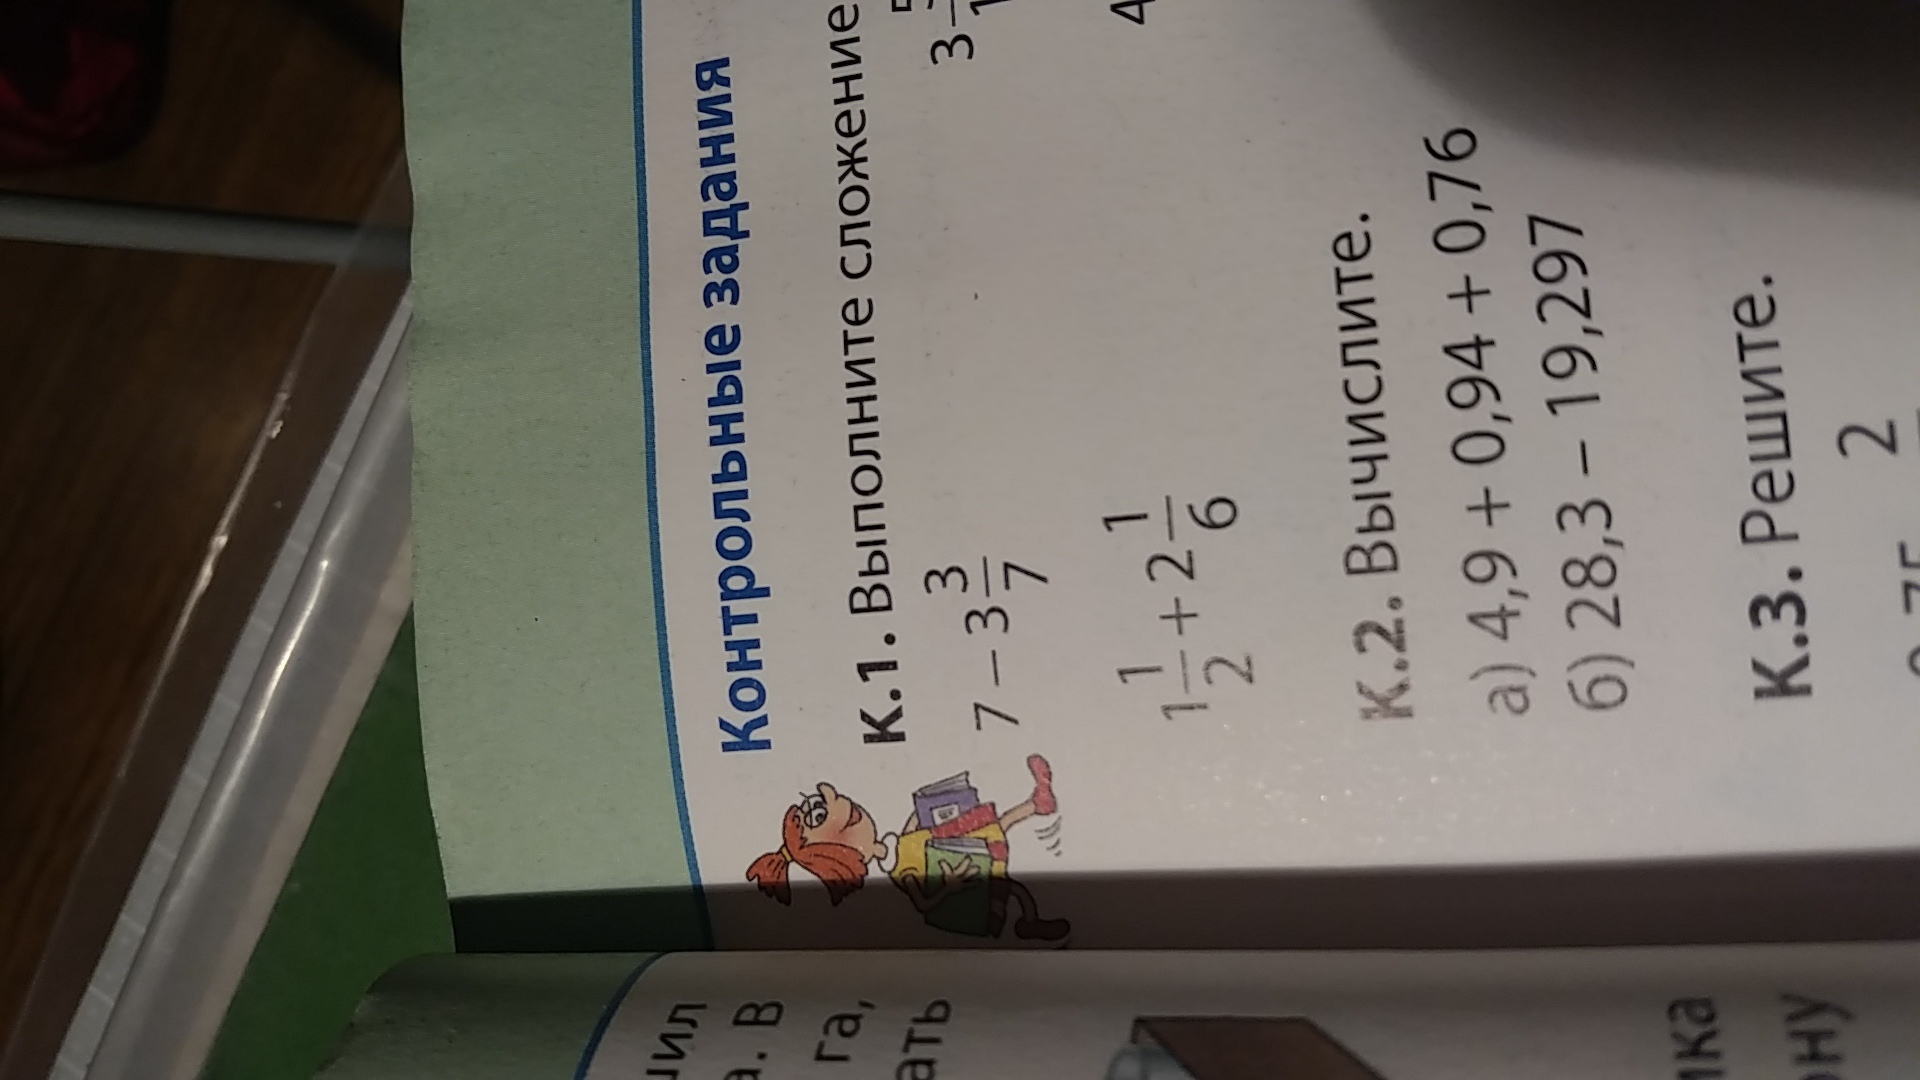 Контрольные задания
К.1. Выполните сложение
7 – 3 3/7
1 1/2 + 2 1/6
К.2. Вычислите.
а) 4,9 + 0,94 + 0,76
б) 28,3 – 19,297
К.3. Решите.
а. В
га,